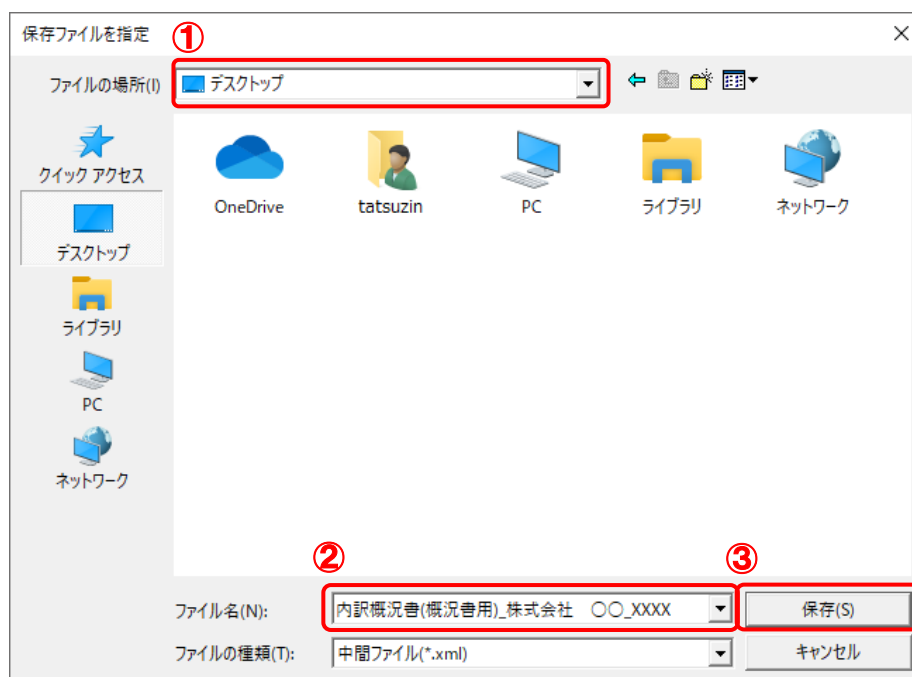 保存ファイルを指定
①
ファイルの場所(I)
デスクトップ
クイック アクセス
デスクトップ
ライブラリ
PC
ネットワーク
OneDrive
tatsuzin
PC
ライブラリ
ネットワーク
②
③
ファイル名(N):
内訳概況書(概況書用)_株式会社　〇〇_XXXX
保存(S)
ファイルの種類(T):
中間ファイル(*.xml)
キャンセル